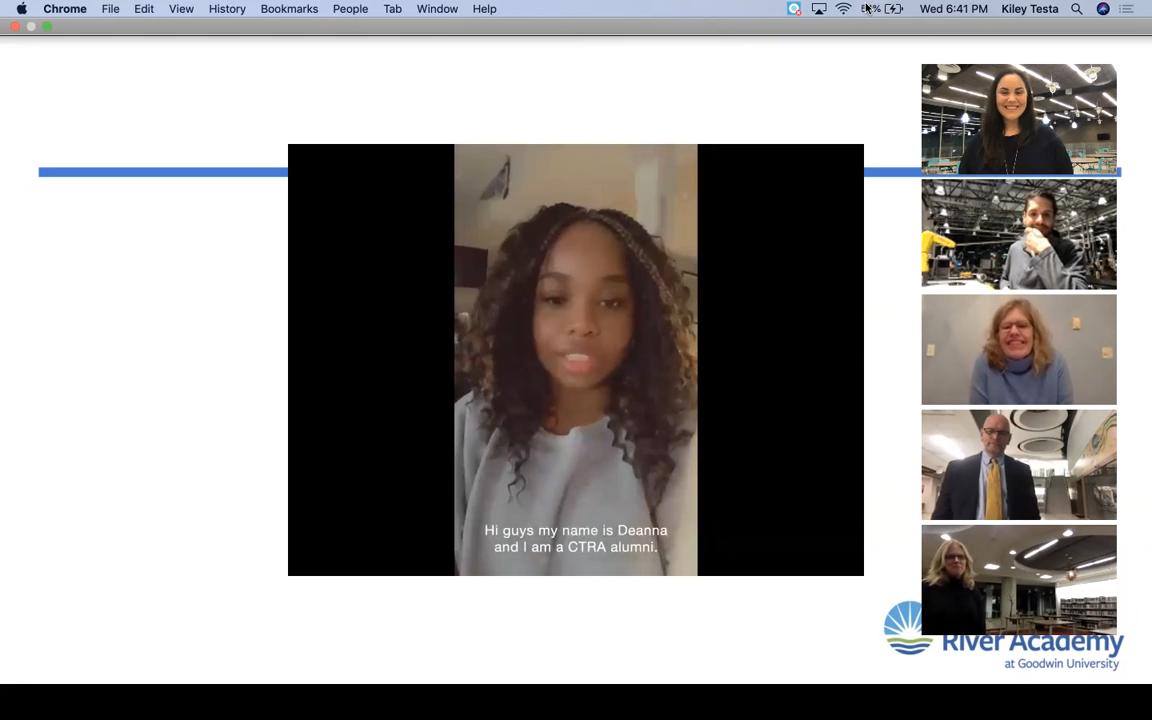 Chrome File Edit View History Bookmarks People Tab Window Help Wed 6:41 PM Kiley Testa
Hi guys my name is Deanna
and I am a CTRA alumni.
River Academy
at Goodwin University